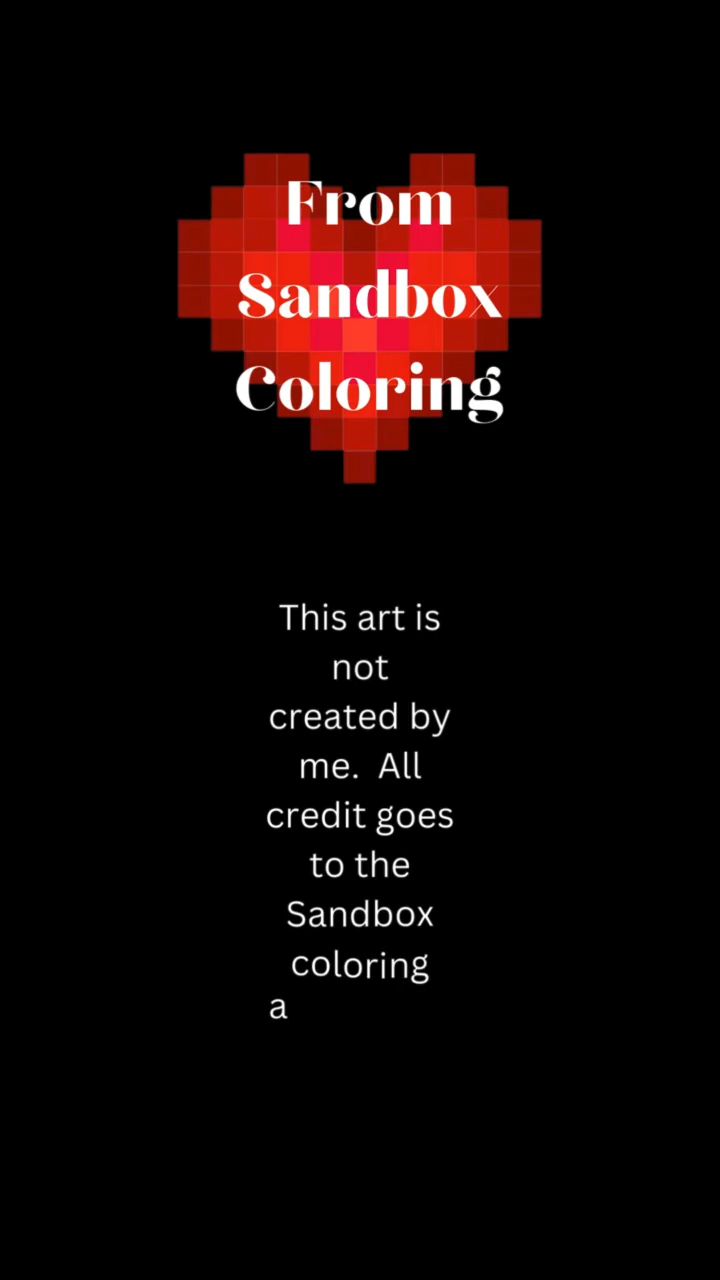 From
Sandbox
Coloring
This art is
not
created by
me.  All
credit goes
to the
Sandbox
coloring
a